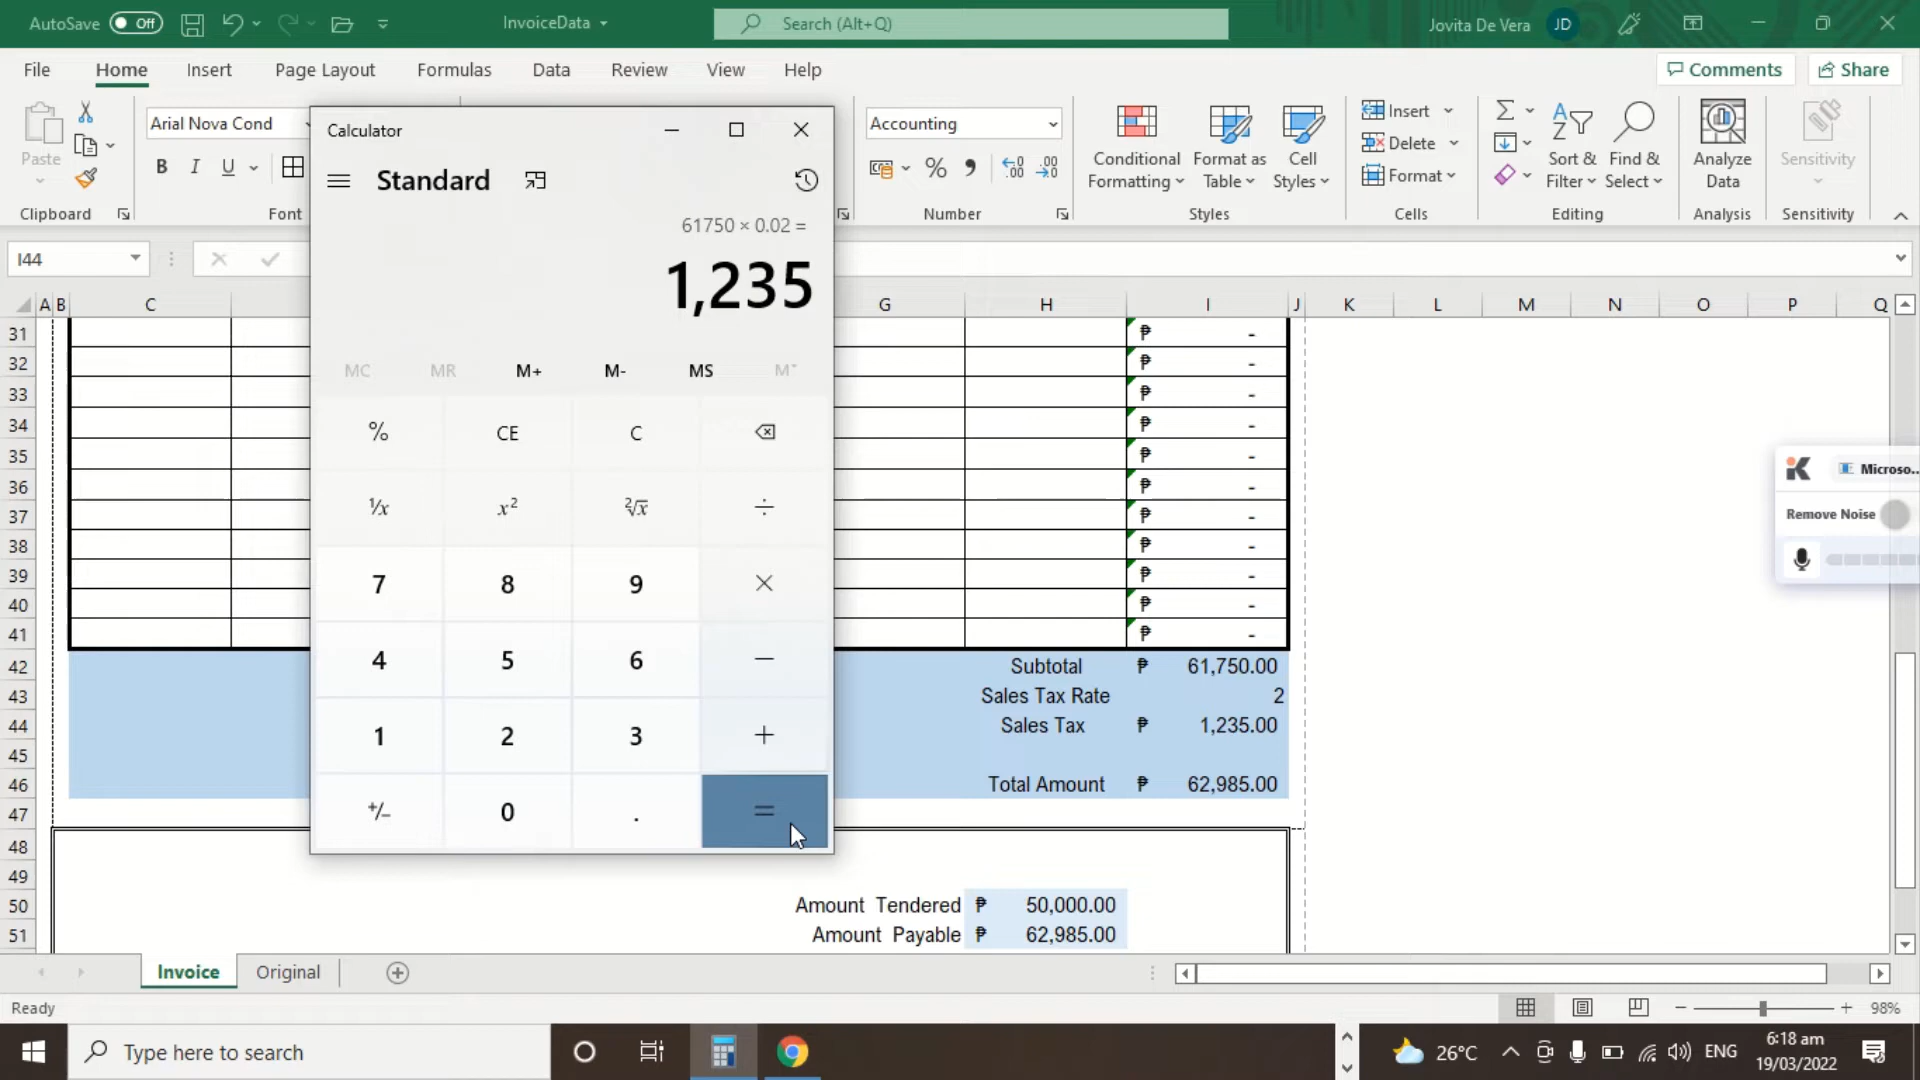 AutoSave Off InvoiceData Search (Alt+Q) Jovita De Vera JD
File Home Insert Page Layout Formulas Data Review View Help Comments Share
Paste Arial Nova Cond B I U Accounting % Conditional Formatting Format as Table Cell Styles Insert Delete Format Sort & Filter Find & Select Analyze Data Sensitivity
Clipboard Font Number Styles Cells Editing Analysis Sensitivity
I44
A B C G H I J K L M N O P Q
Calculator
Standard
61750 × 0.02 =
1,235
MC MR M+ M- MS M˅
% CE C
¹/x x² ²√x ÷
7 8 9 ×
4 5 6 −
1 2 3 +
+/− 0 . =
31 ₱ -
32 ₱ -
33 ₱ -
34 ₱ -
35 ₱ -
36 ₱ -
37 ₱ -
38 ₱ -
39 ₱ -
40 ₱ -
41 ₱ -
42 Subtotal ₱ 61,750.00
43 Sales Tax Rate 2
44 Sales Tax ₱ 1,235.00
45
46 Total Amount ₱ 62,985.00
47
48
49
50 Amount Tendered ₱ 50,000.00
51 Amount Payable ₱ 62,985.00
Microso...
Remove Noise
Invoice Original
Ready 98%
Type here to search 26°C ENG 6:18 am
19/03/2022